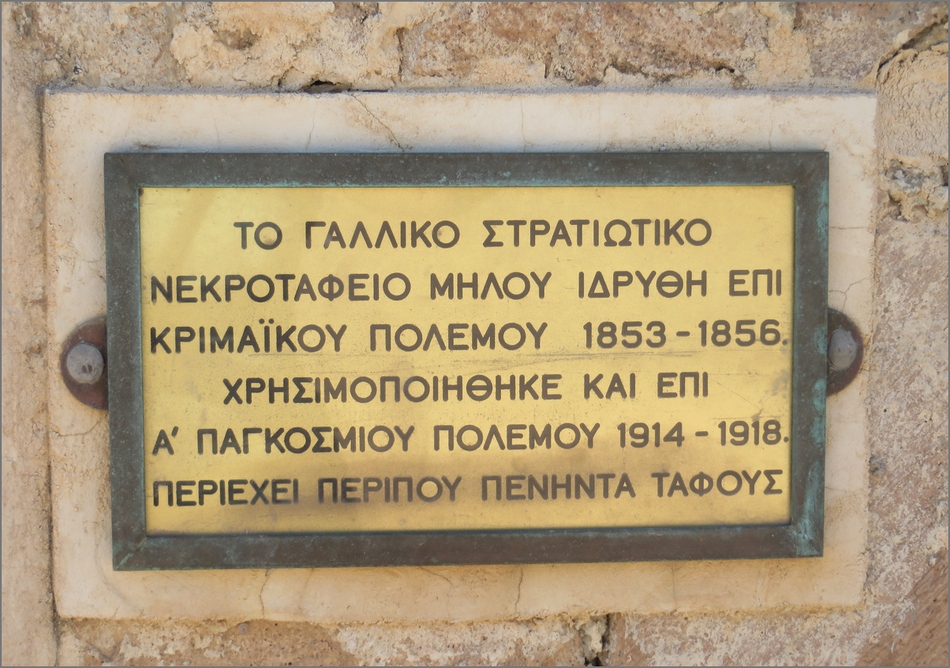 ΤΟ ΓΑΛΛΙΚΟ ΣΤΡΑΤΙΩΤΙΚΟ
ΝΕΚΡΟΤΑΦΕΙΟ ΜΗΛΟΥ ΙΔΡΥΘΗ ΕΠΙ
ΚΡΙΜΑΪΚΟΥ ΠΟΛΕΜΟΥ 1853-1856.
ΧΡΗΣΙΜΟΠΟΙΗΘΗΚΕ ΚΑΙ ΕΠΙ
Α' ΠΑΓΚΟΣΜΙΟΥ ΠΟΛΕΜΟΥ 1914-1918.
ΠΕΡΙΕΧΕΙ ΠΕΡΙΠΟΥ ΠΕΝΗΝΤΑ ΤΑΦΟΥΣ